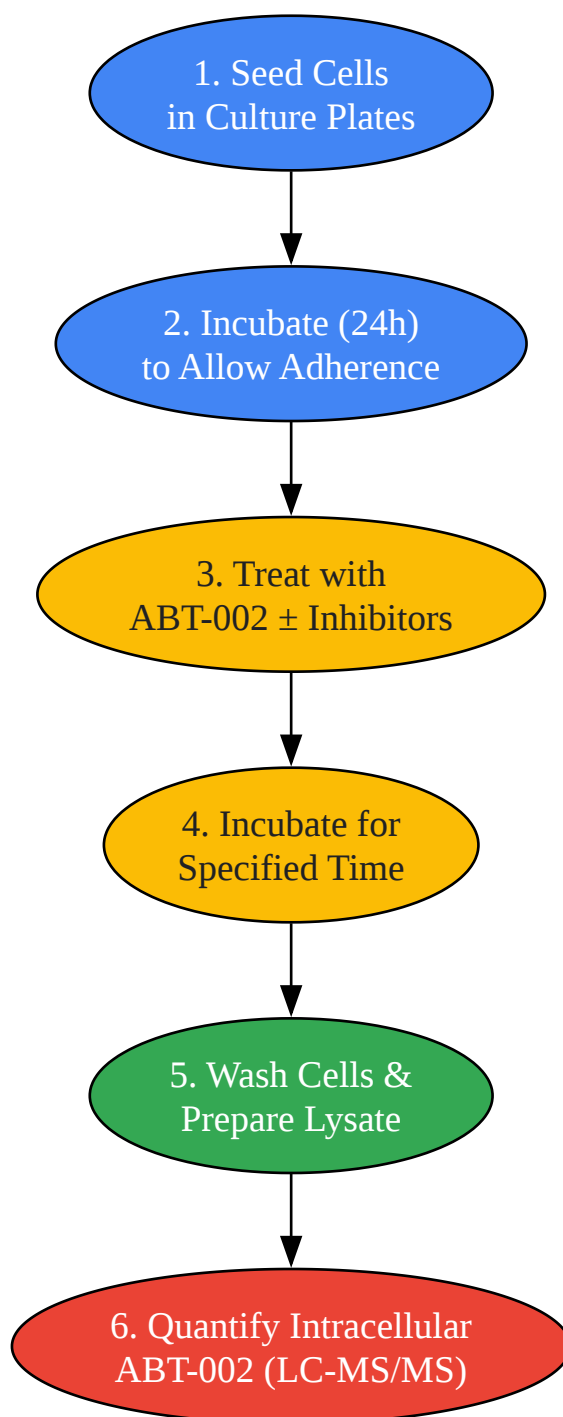 1. Seed Cells
in Culture Plates
2. Incubate (24h)
to Allow Adherence
3. Treat with
ABT-002 ± Inhibitors
4. Incubate for
Specified Time
5. Wash Cells &
Prepare Lysate
6. Quantify Intracellular
ABT-002 (LC-MS/MS)